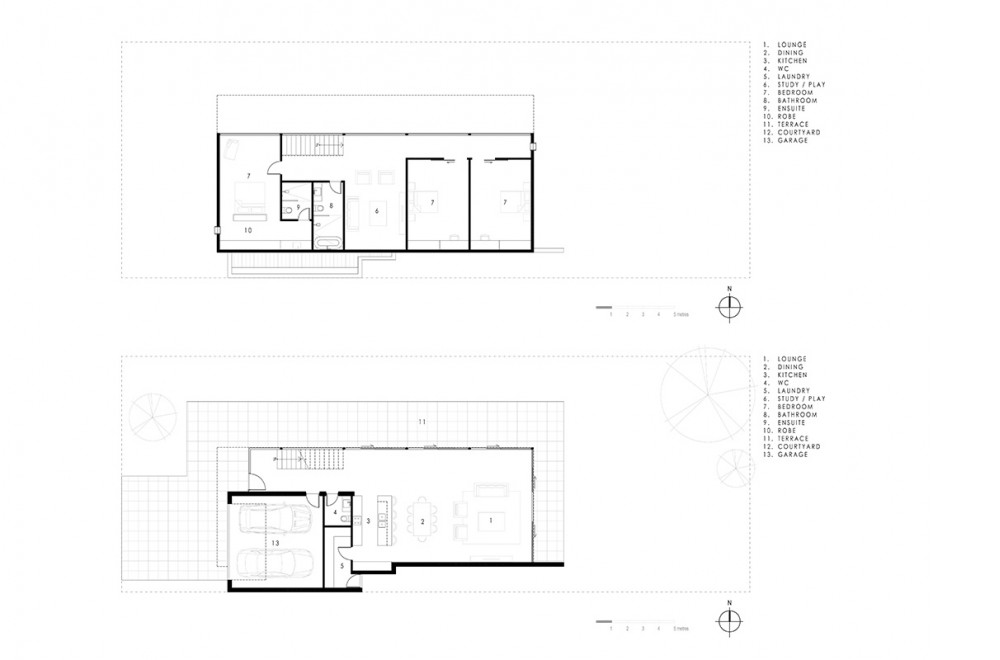 1. LOUNGE
2. DINING
3. KITCHEN
4. WC
5. LAUNDRY
6. STUDY / PLAY
7. BEDROOM
8. BATHROOM
9. ENSUITE
10. ROBE
11. TERRACE
12. COURTYARD
13. GARAGE
7
9
8
6
7
7
10
N
1 2 3 4 5 metres
1. LOUNGE
2. DINING
3. KITCHEN
4. WC
5. LAUNDRY
6. STUDY / PLAY
7. BEDROOM
8. BATHROOM
9. ENSUITE
10. ROBE
11. TERRACE
12. COURTYARD
13. GARAGE
11
4
3
2
1
13
5
N
1 2 3 4 5 metres